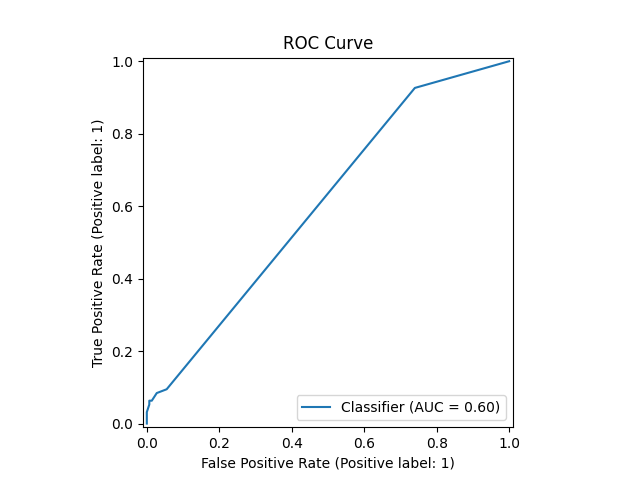 ROC Curve
1.0
0.8
0.6
0.4
0.2
0.0
True Positive Rate (Positive label: 1)
Classifier (AUC = 0.60)
0.0 0.2 0.4 0.6 0.8 1.0
False Positive Rate (Positive label: 1)